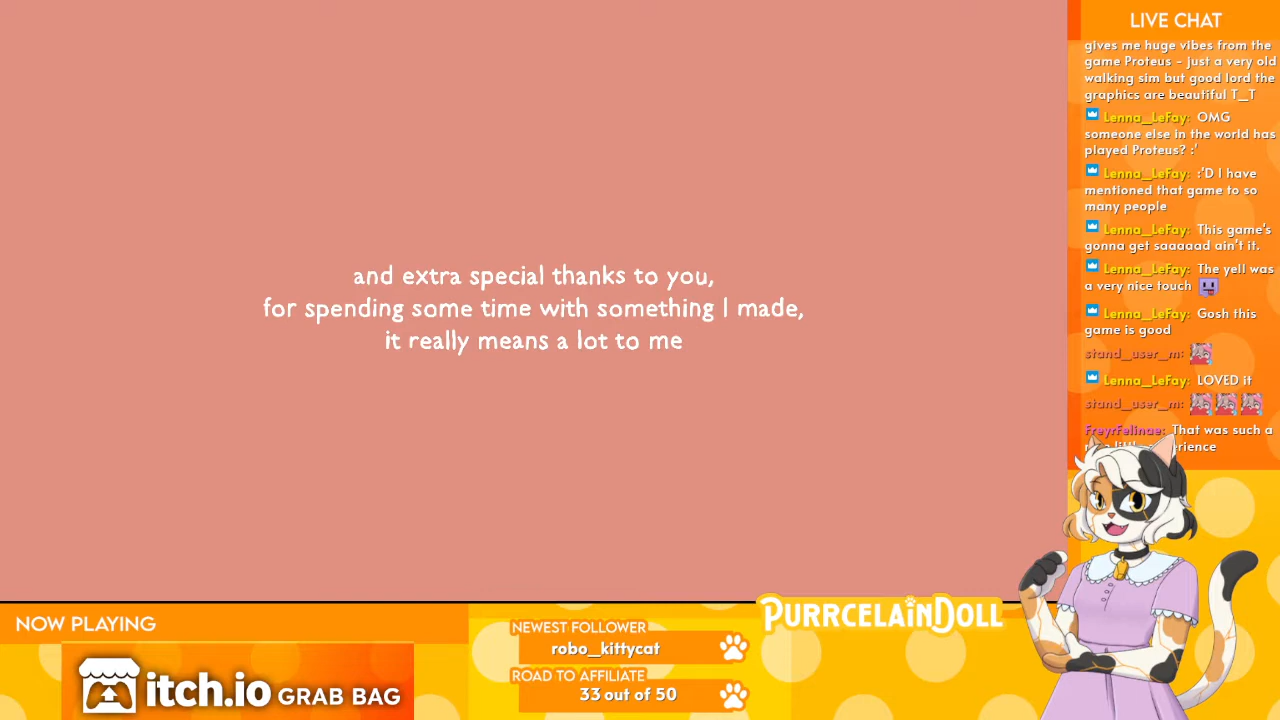 and extra special thanks to you,
for spending some time with something I made,
it really means a lot to me
LIVE CHAT
gives me huge vibes from the
game Proteus - just a very old
walking sim but good lord the
graphics are beautiful T_T
Lenna_LeFay: OMG
someone else in the world has
played Proteus? :'
Lenna_LeFay: :'D I have
mentioned that game to so
many people
Lenna_LeFay: This game's
gonna get saaaaad ain't it.
Lenna_LeFay: The yell was
a very nice touch
Lenna_LeFay: Gosh this
game is good
stand_user_m:
Lenna_LeFay: LOVED it
stand_user_m:
FreyrFelinae: That was such a
NOW PLAYING
itch.io GRAB BAG
NEWEST FOLLOWER
robo_kittycat
ROAD TO AFFILIATE
33 out of 50
PURRCELAINDOLL